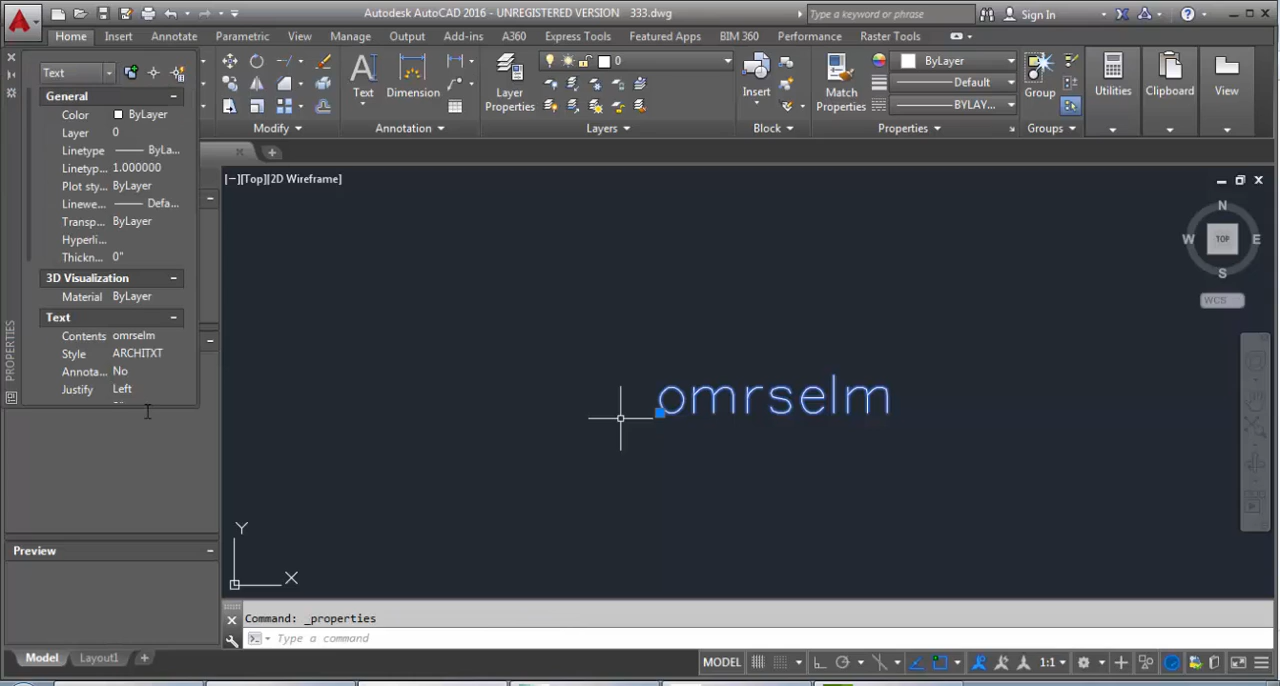 Autodesk AutoCAD 2016 - UNREGISTERED VERSION 333.dwg
Type a keyword or phrase
Sign In
Home Insert Annotate Parametric View Manage Output Add-ins A360 Express Tools Featured Apps BIM 360 Performance Raster Tools
Text
Dimension
Layer
Properties
0
Insert
Match
Properties
ByLayer
Default
BYLAY...
Group
Utilities
Clipboard
View
Modify
Annotation
Layers
Block
Properties
Groups
Text
General
Color ByLayer
Layer 0
Linetype ByLa...
Linetyp... 1.000000
Plot sty... ByLayer
Linewe... Defa...
Transp... ByLayer
Hyperli...
Thickn... 0"
3D Visualization
Material ByLayer
Text
Contents omrselm
Style ARCHITXT
Annota... No
Justify Left
PROPERTIES
Preview
[−][Top][2D Wireframe]
N
W TOP E
S
WCS
omrselm
Y
X
Command: _properties
Type a command
Model Layout1 +
MODEL
1:1